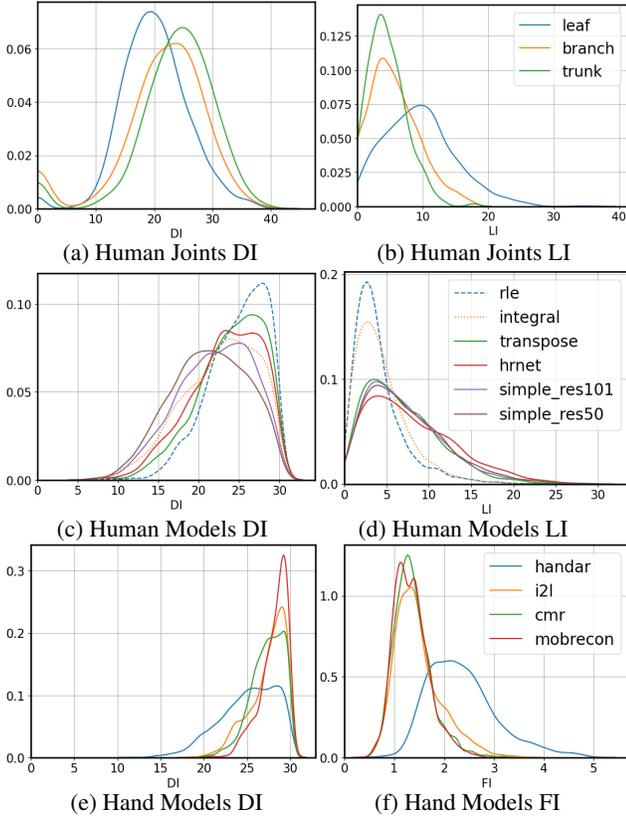 0.06
0.04
0.02
0.00
0 10 20 30 40
DI
(a) Human Joints DI
0.125
0.100
0.075
0.050
0.025
0.000
0 10 20 30 40
LI
leaf
branch
trunk
(b) Human Joints LI
0.10
0.05
0.00
0 5 10 15 20 25 30
DI
(c) Human Models DI
0.2
0.1
0.0
0 5 10 15 20 25 30
LI
rle
integral
transpose
hrnet
simple_res101
simple_res50
(d) Human Models LI
0.3
0.2
0.1
0.0
0 5 10 15 20 25 30
DI
(e) Hand Models DI
1.0
0.5
0.0
0 1 2 3 4 5
FI
handar
i2l
cmr
mobrecon
(f) Hand Models FI